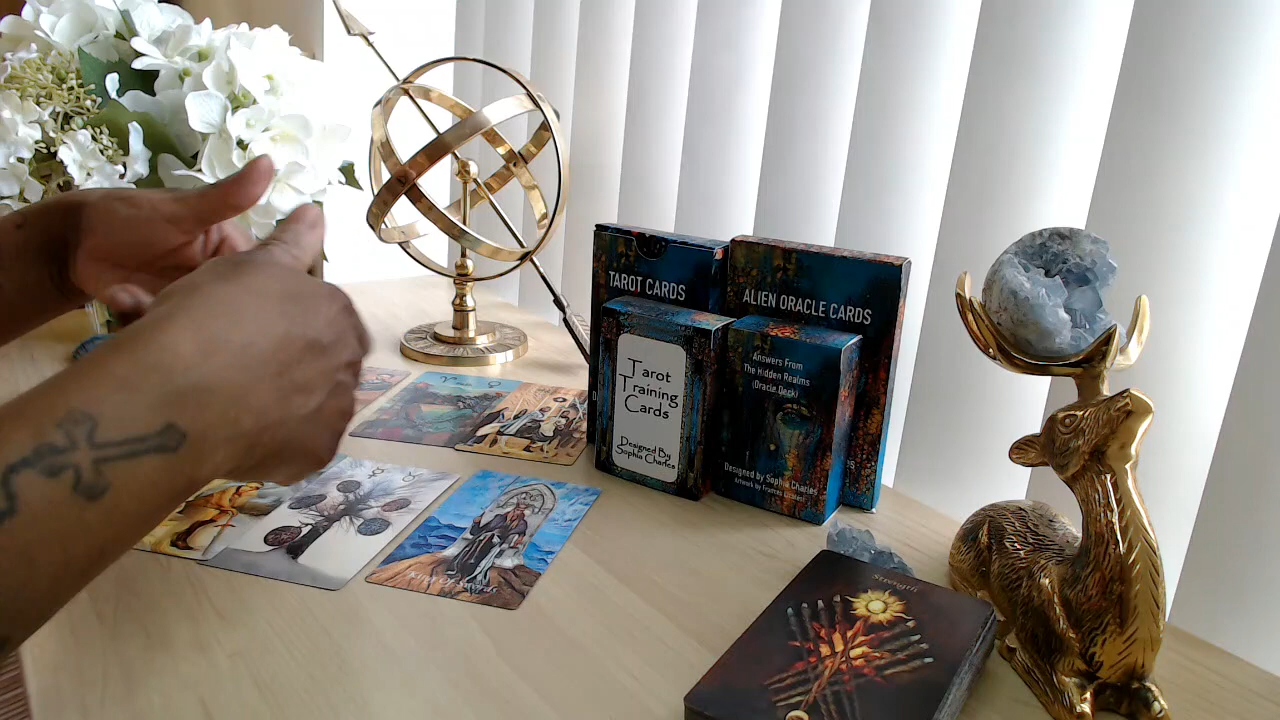 TAROT CARDS
ALIEN ORACLE CARDS
Tarot
Training
Cards
Designed By
Sophia Charles
Answers From
The Hidden Realms
(Oracle Deck)
Designed by Sophia Charles
Strength